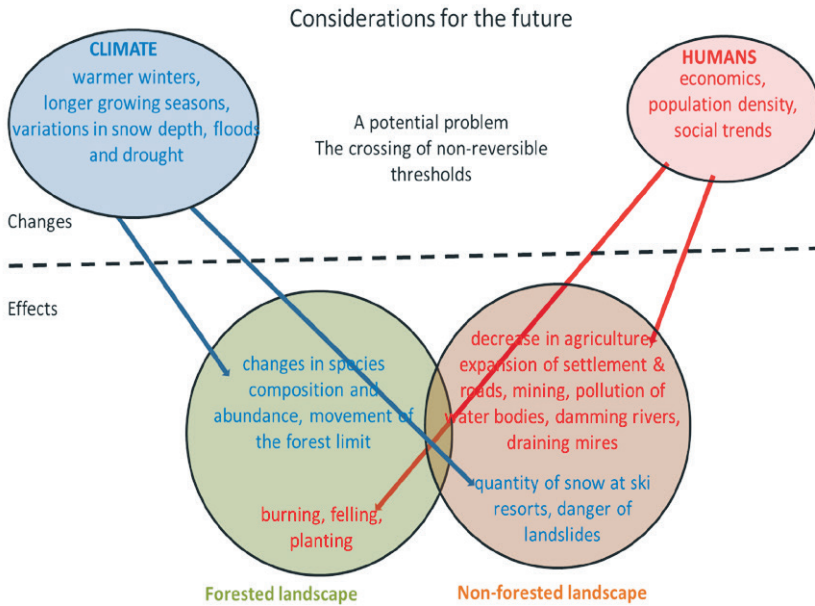 Considerations for the future
CLIMATE
warmer winters,
longer growing seasons,
variations in snow depth, floods
and drought
HUMANS
economics,
population density,
social trends
A potential problem
The crossing of non-reversible
thresholds
Changes
Effects
changes in species
composition and
abundance, movement of
the forest limit
burning, felling,
planting
decrease in agriculture,
expansion of settlement &
roads, mining, pollution of
water bodies, damming rivers,
draining mires
quantity of snow at ski
resorts, danger of
landslides
Forested landscape
Non-forested landscape